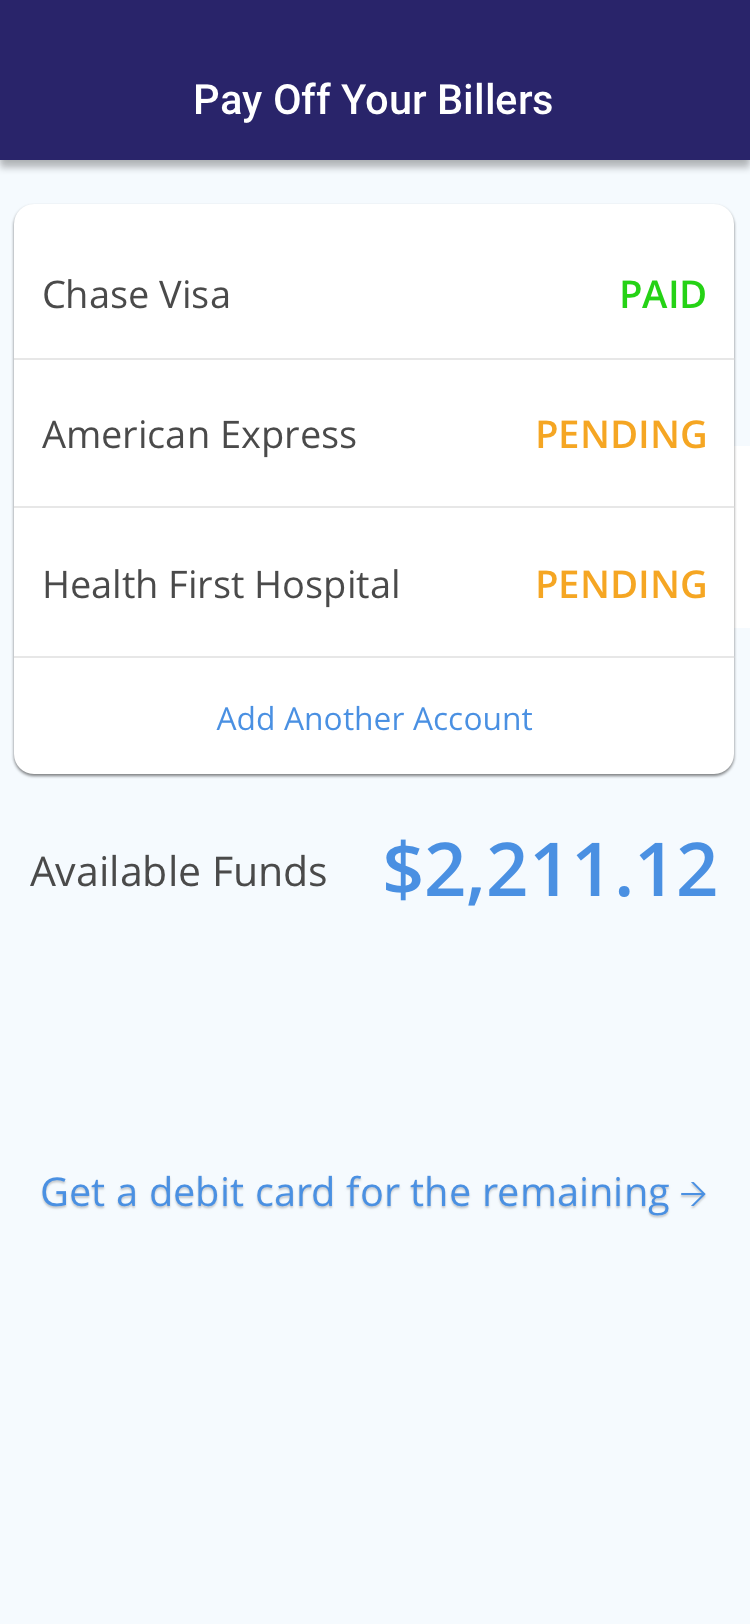 Pay Off Your Billers
Chase Visa PAID
American Express PENDING
Health First Hospital PENDING
Add Another Account
Available Funds $2,211.12
Get a debit card for the remaining →